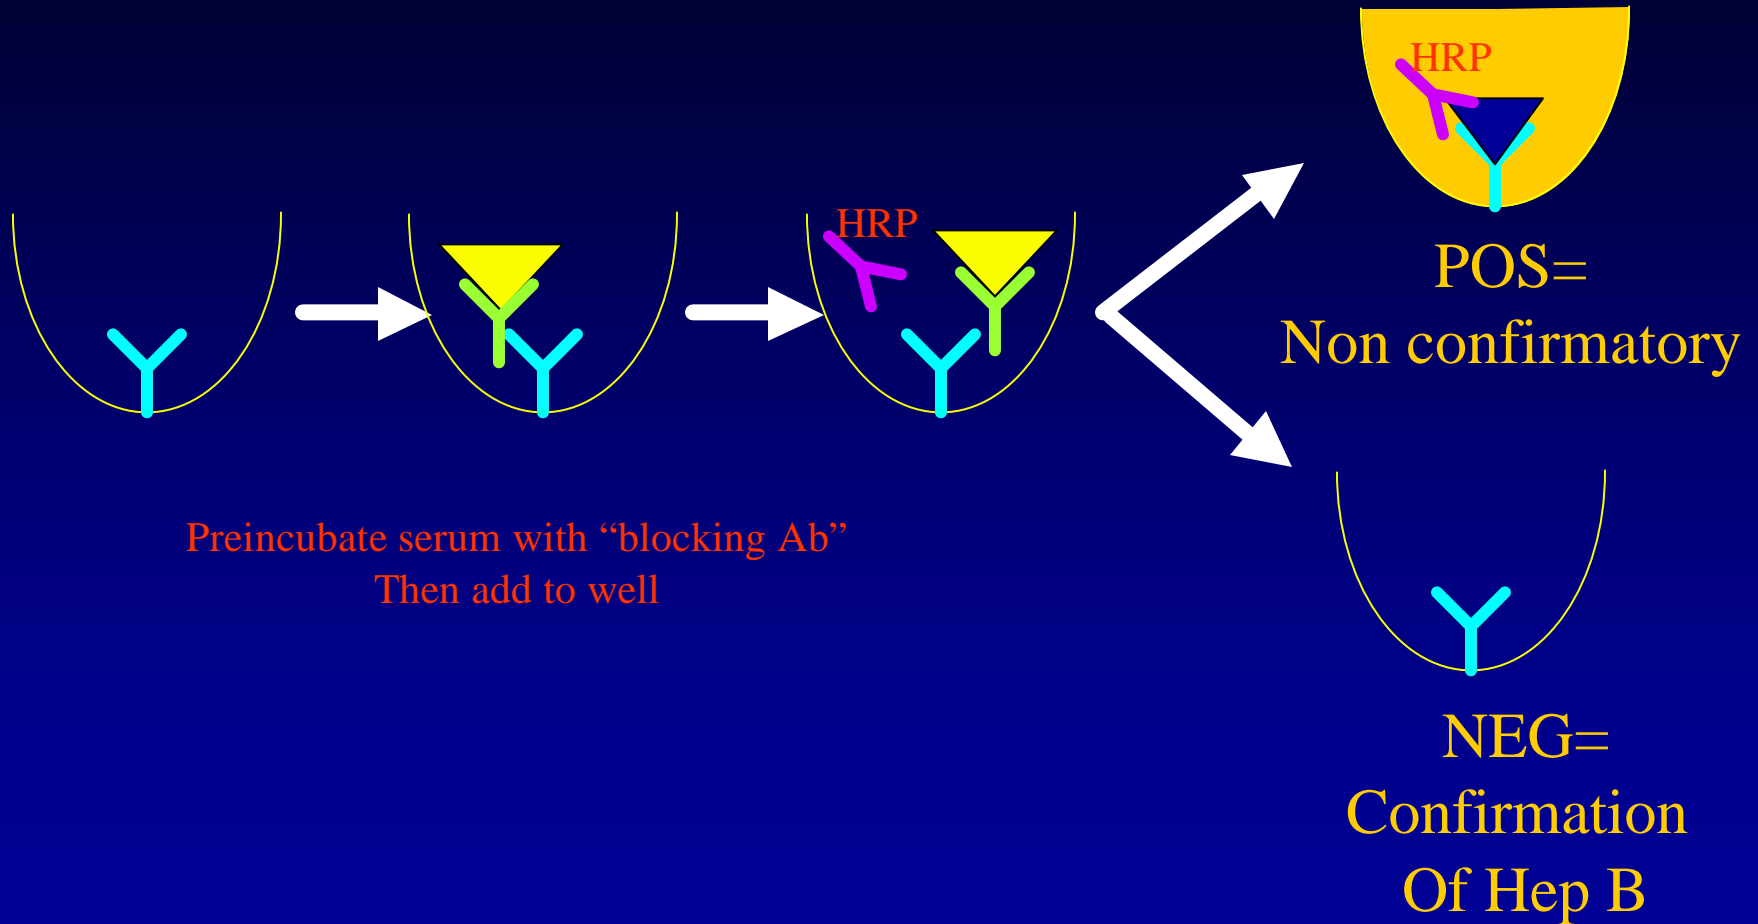 HRP
HRP
POS=
Non confirmatory
Preincubate serum with “blocking Ab”
Then add to well
NEG=
Confirmation
Of Hep B